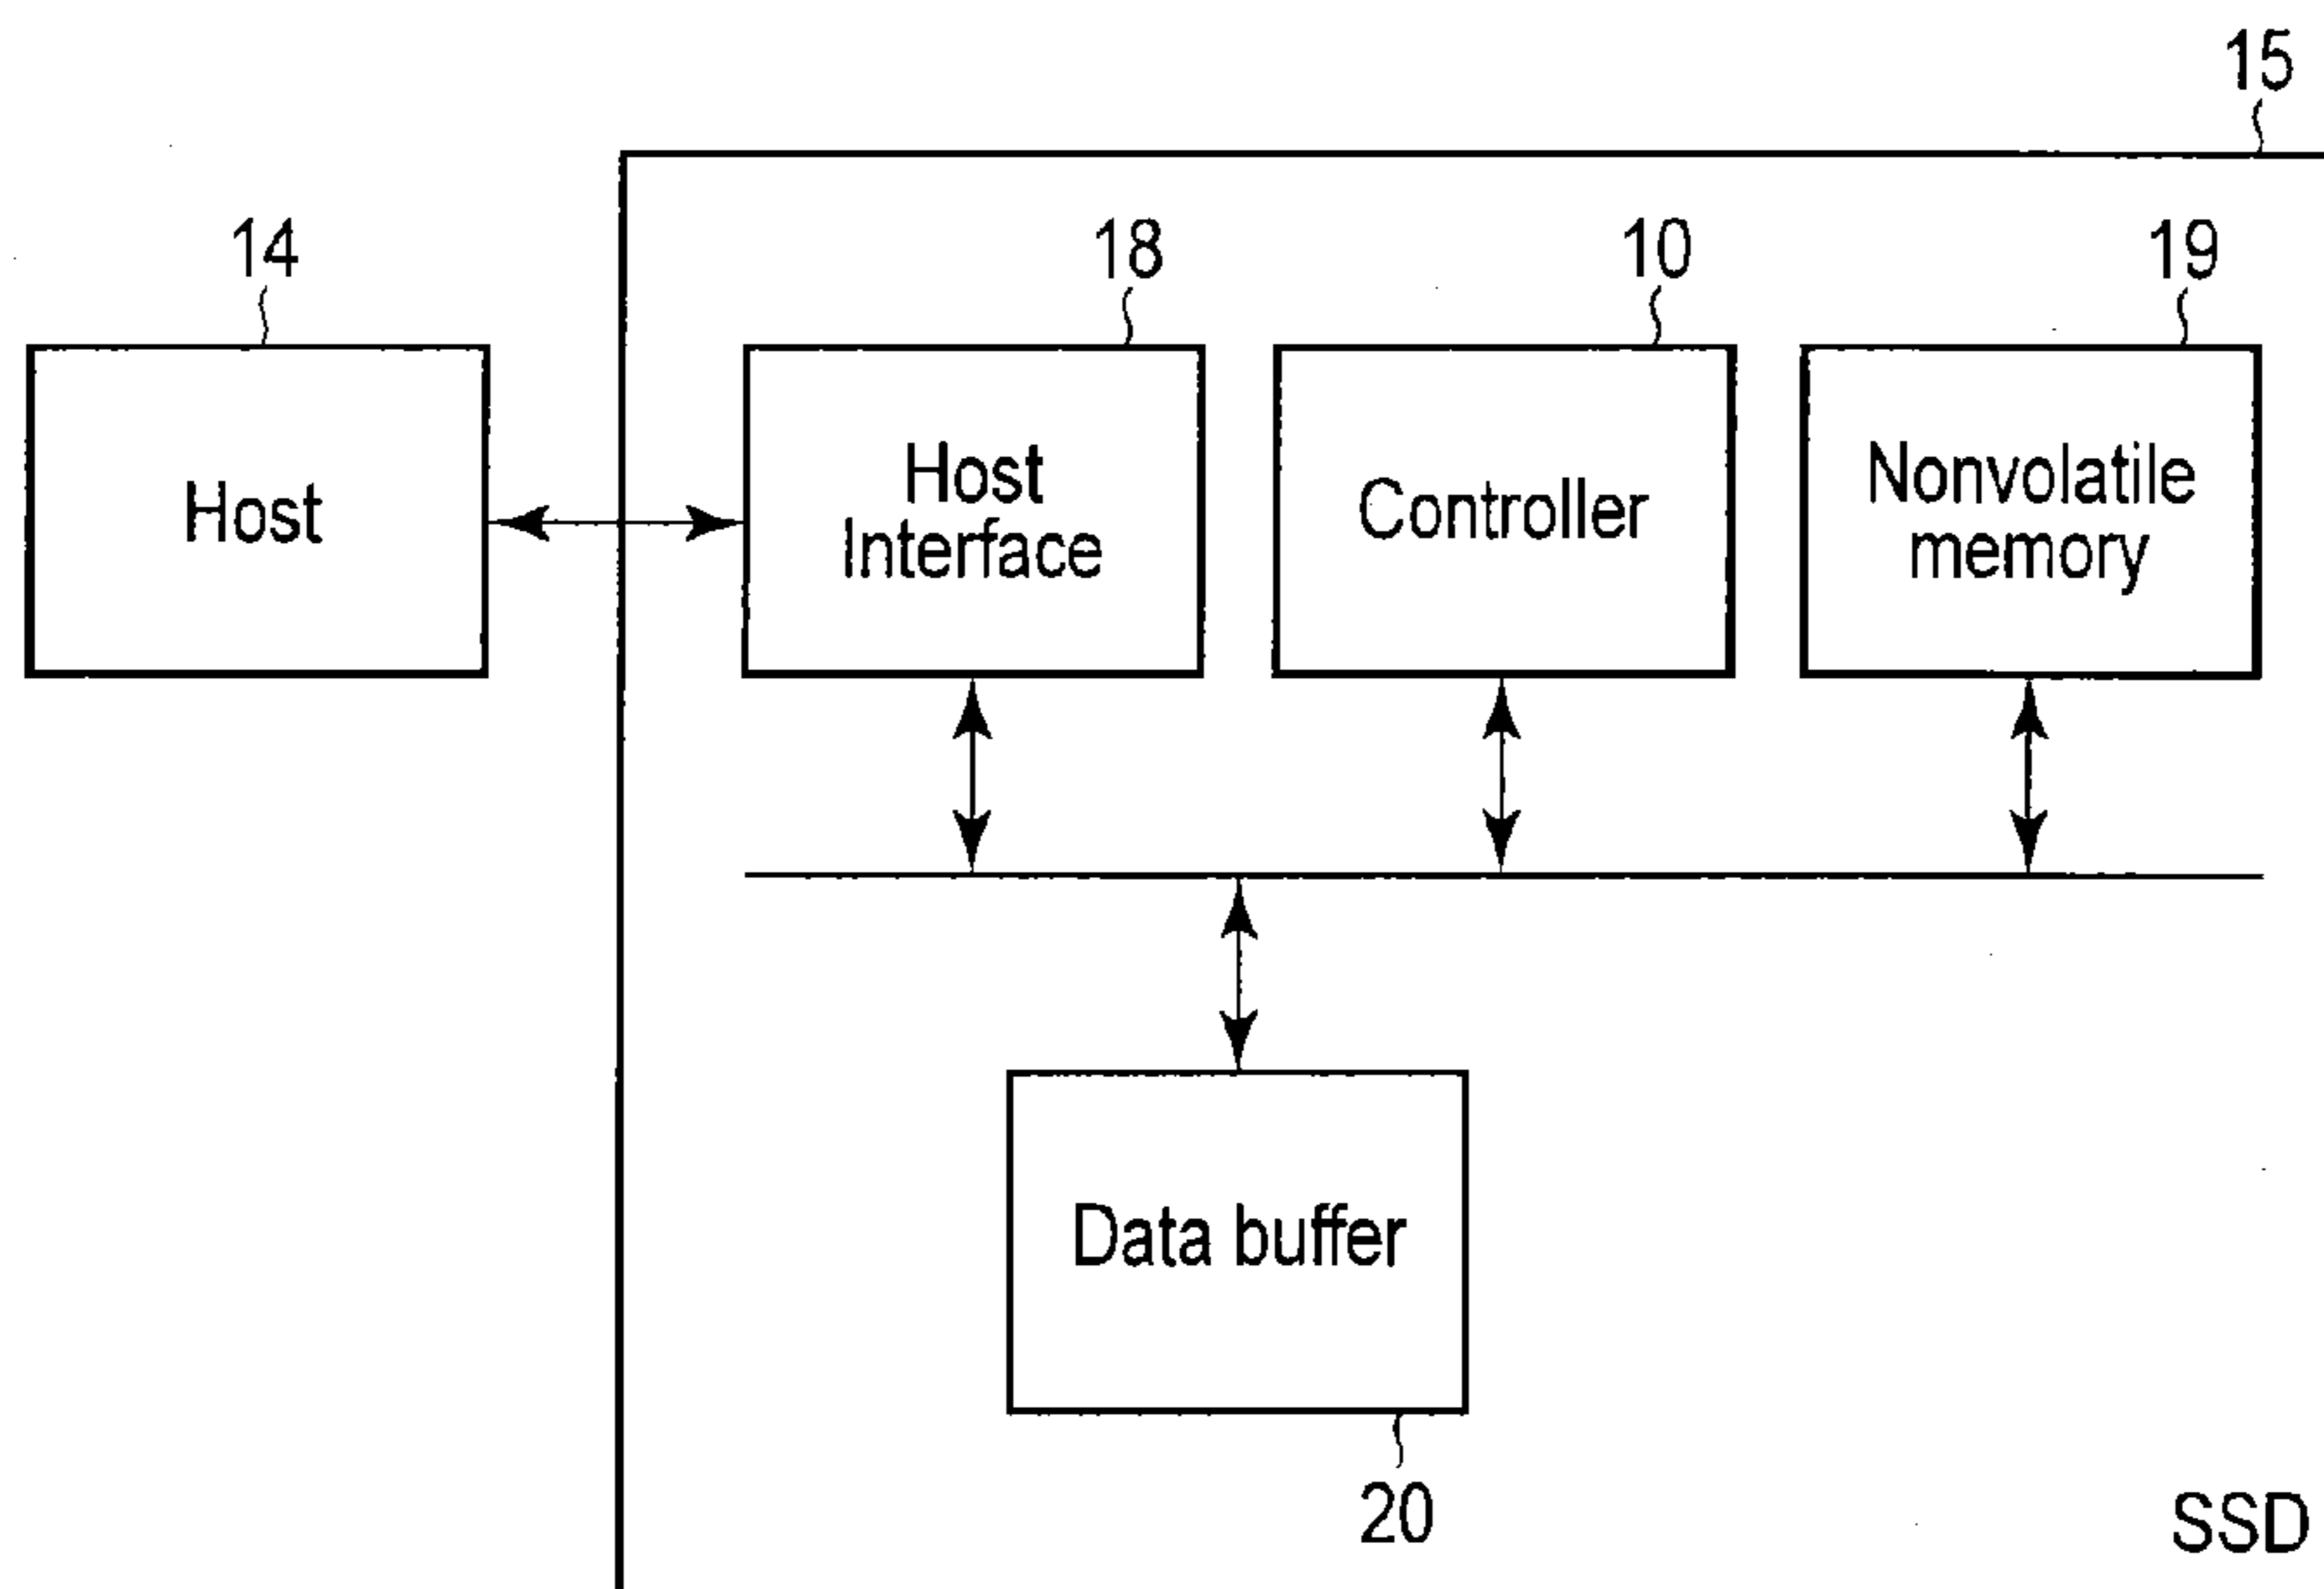 15
14
18
10
19
Host
Host
Interface
Controller
Nonvolatile
memory
Data buffer
20
SSD